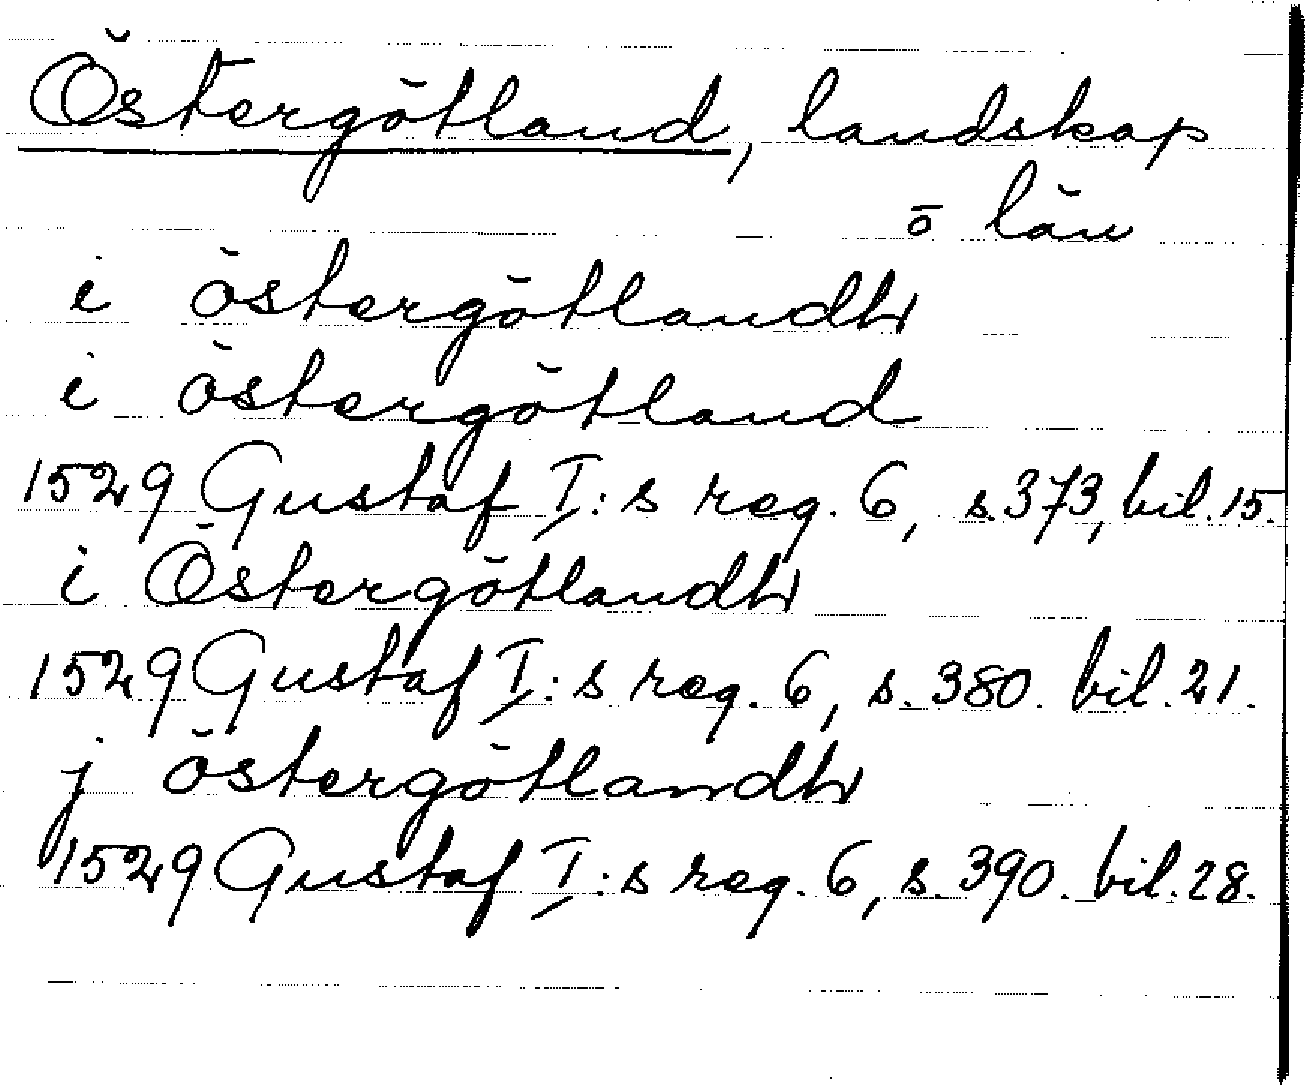 Östergötland, landskap
o län
i östergötlandh
i östergötland
1529 Gustaf I:s reg. 6, s. 373, bil. 15.
i Östergötlandh
1529 Gustaf I:s reg. 6, s. 380. bil. 21.
j östergötlandh
1529 Gustaf I:s reg. 6, s. 390. bil. 28.